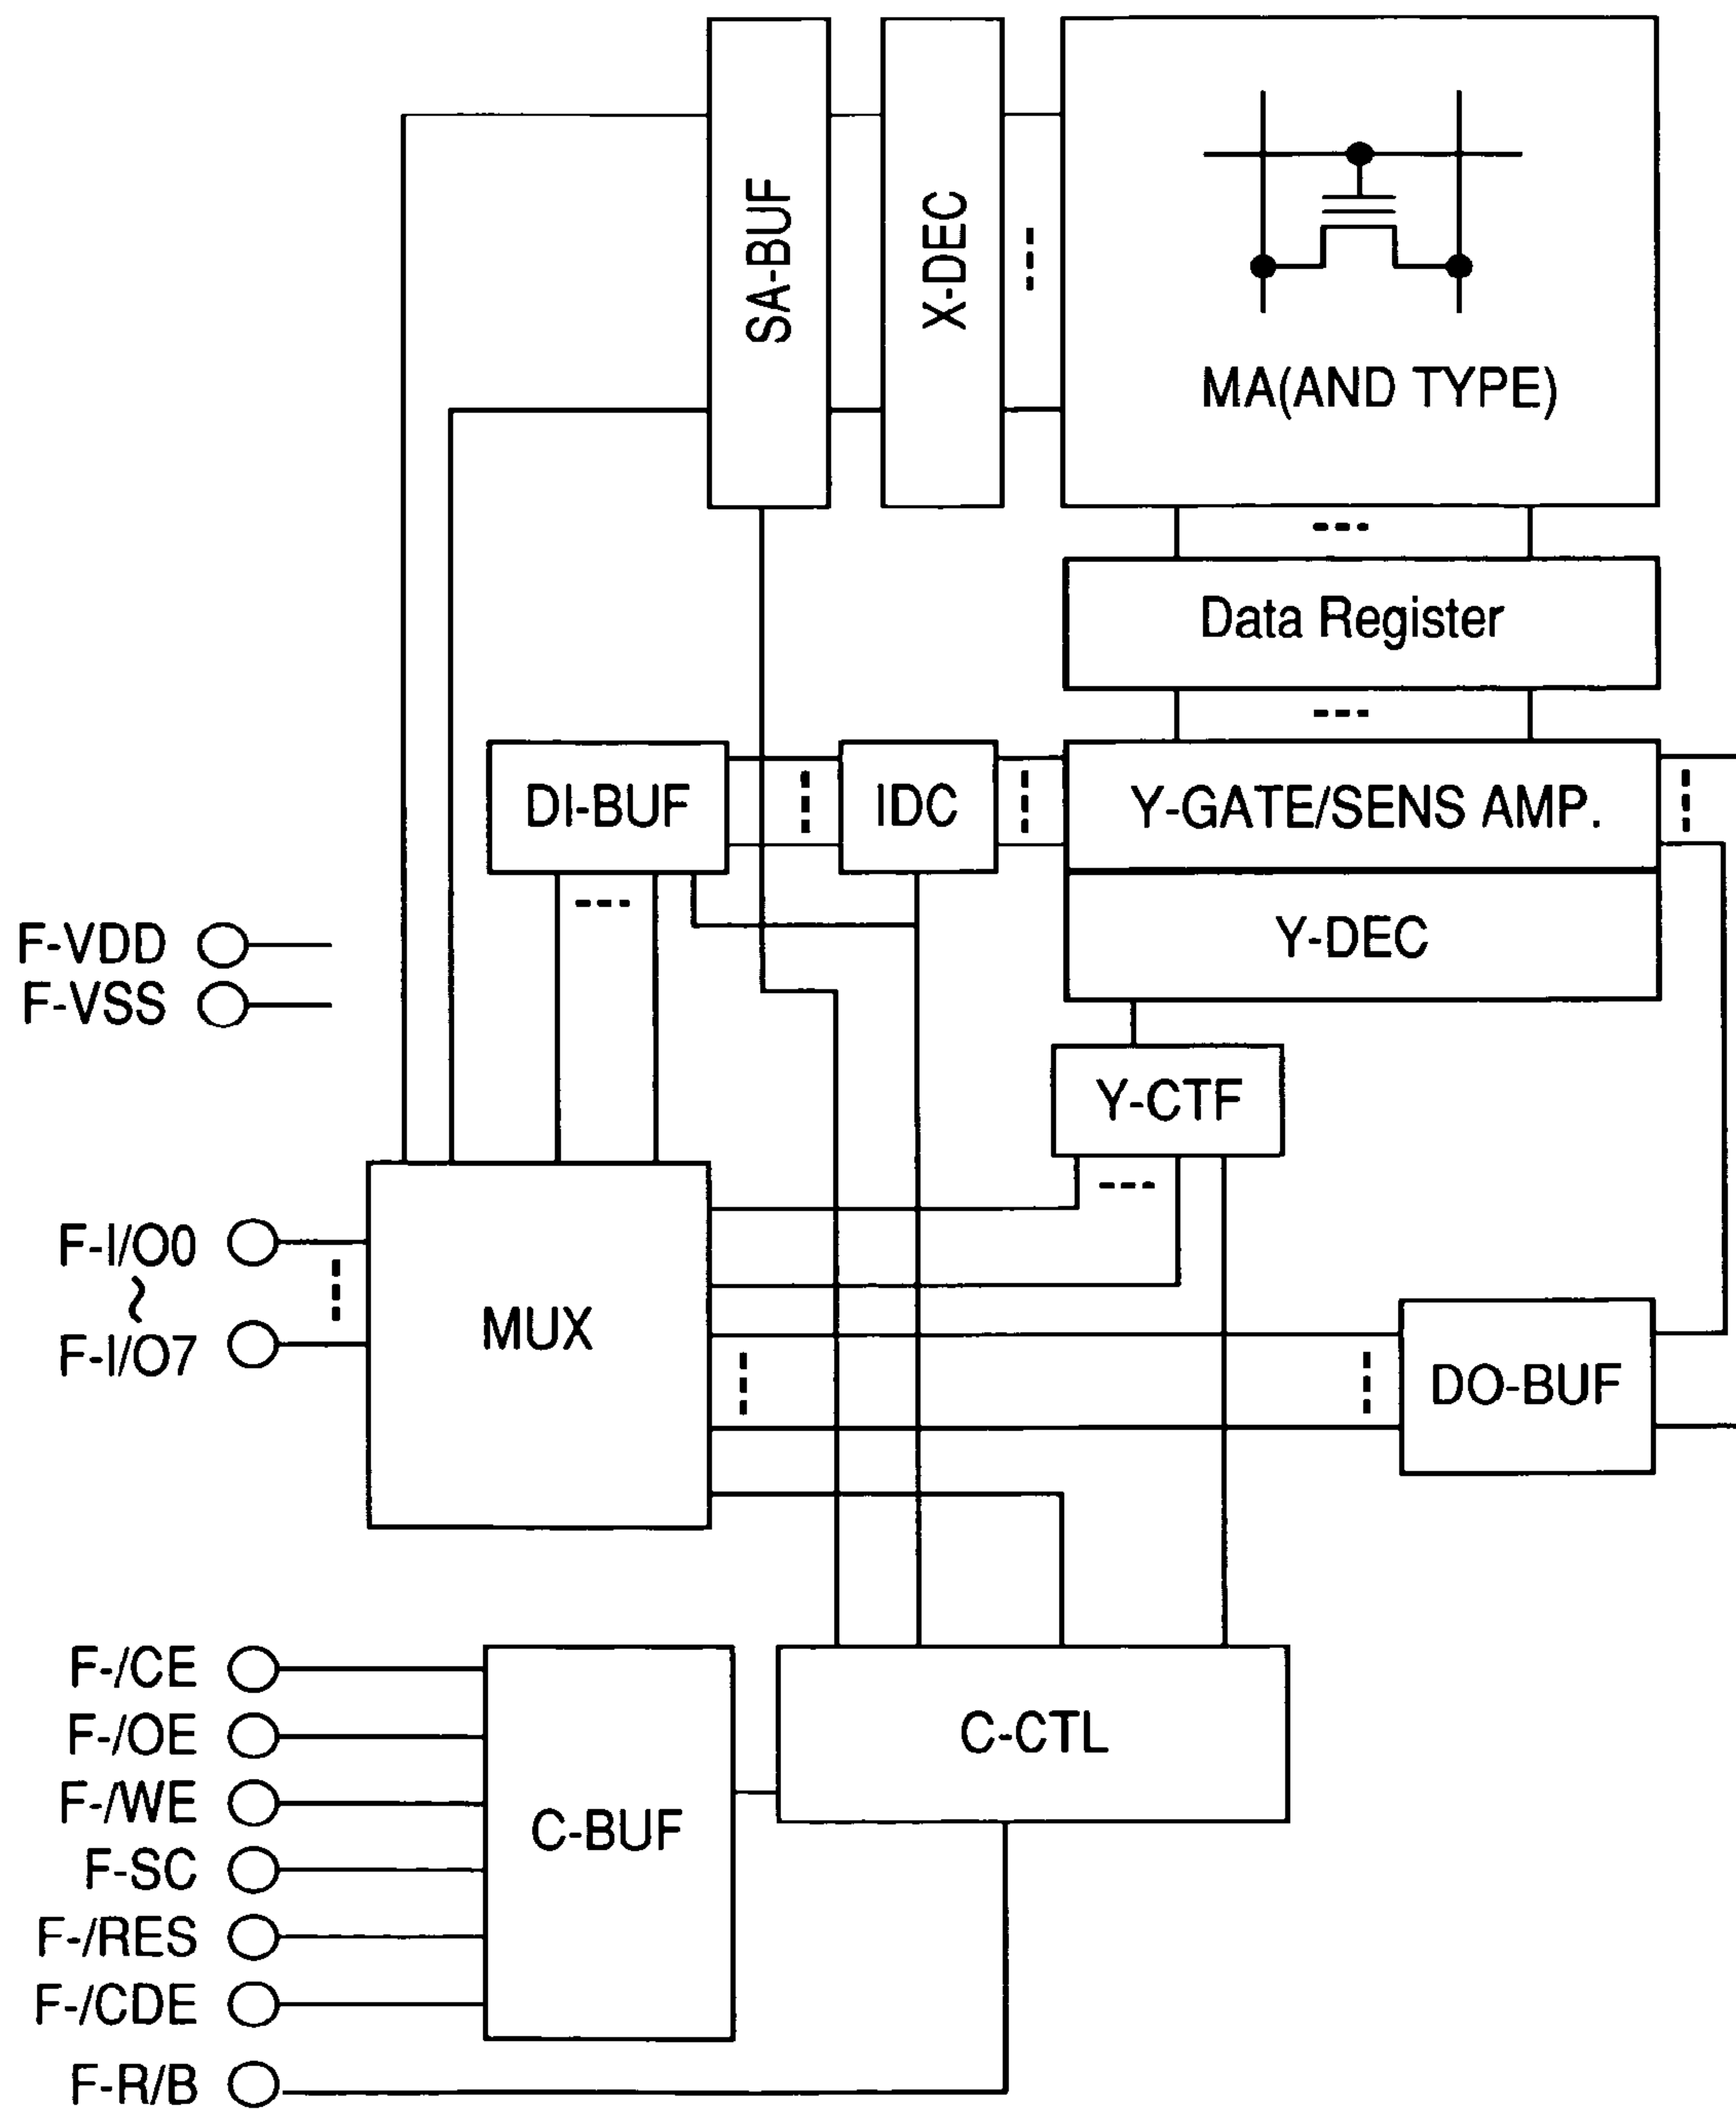 SA-BUF
X-DEC
MA(AND TYPE)
Data Register
DI-BUF
IDC
Y-GATE/SENS AMP.
Y-DEC
F-VDD
F-VSS
Y-CTF
F-I/O0
~
F-I/O7
MUX
DO-BUF
F-/CE
F-/OE
F-/WE
F-SC
F-/RES
F-/CDE
F-R/B
C-BUF
C-CTL